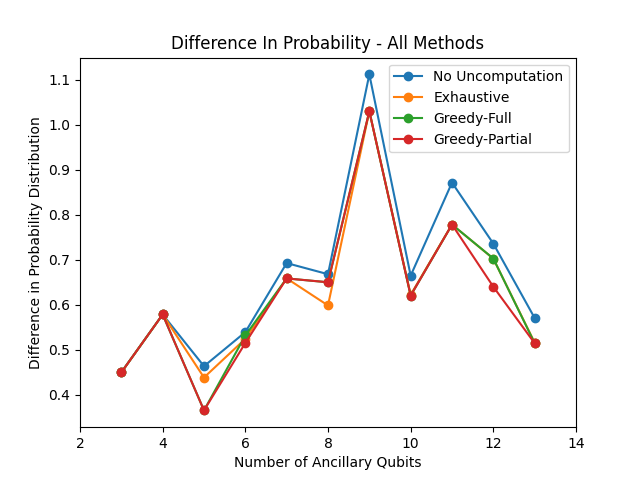 Difference In Probability - All Methods
Difference in Probability Distribution
1.1
1.0
0.9
0.8
0.7
0.6
0.5
0.4
No Uncomputation
Exhaustive
Greedy-Full
Greedy-Partial
2 4 6 8 10 12 14
Number of Ancillary Qubits